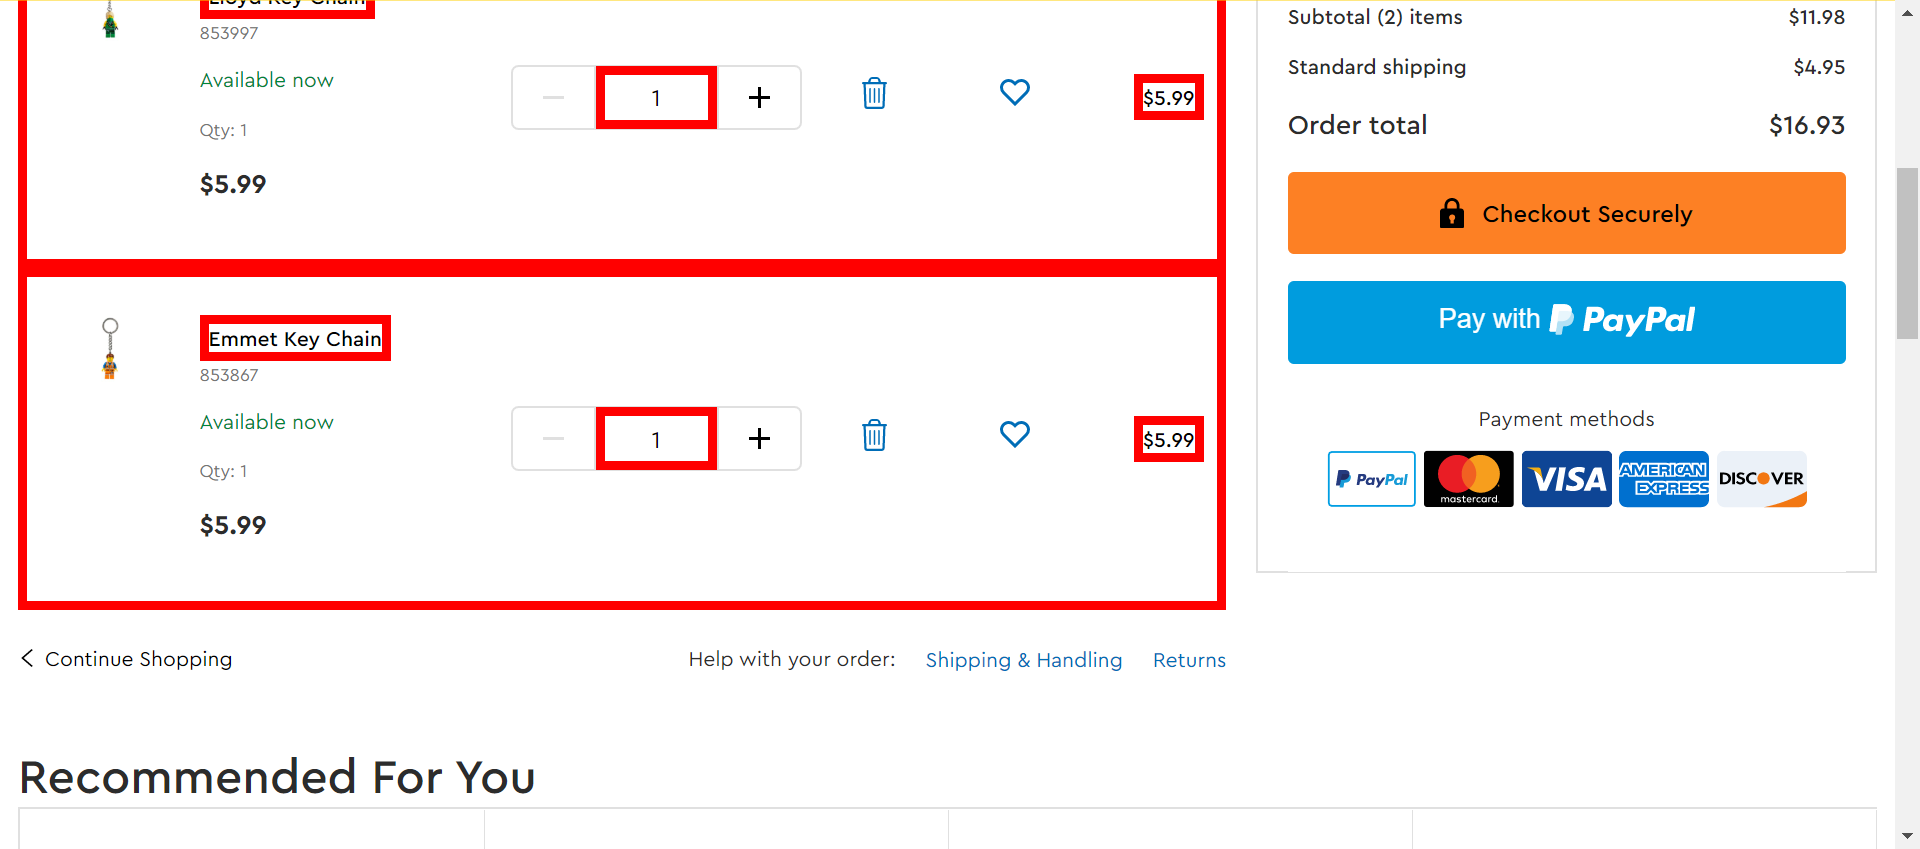 Lloyd Key Chain
853997
Available now
Qty: 1
$5.99
1
$5.99
Emmet Key Chain
853867
Available now
Qty: 1
$5.99
1
$5.99
Continue Shopping
Help with your order: Shipping & Handling Returns
Subtotal (2) items $11.98
Standard shipping $4.95
Order total $16.93
Checkout Securely
Pay with PayPal
Payment methods
PayPal mastercard. VISA AMERICAN EXPRESS DISCOVER
Recommended For You